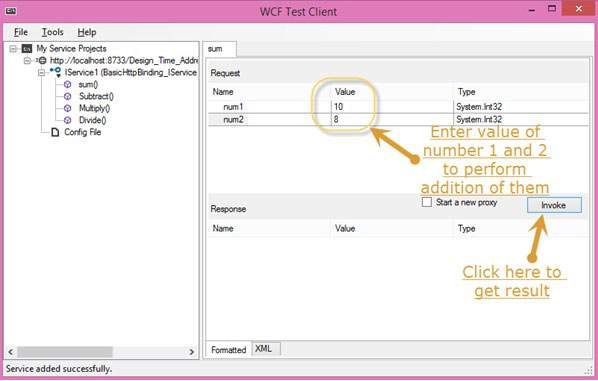 WCF Test Client
File Tools Help
My Service Projects
http://localhost:8733/Design_Time_Addre
IService1 (BasicHttpBinding_IService
sum()
Subtract()
Multiply()
Divide()
Config File
sum
Request
Name Value Type
num1 10 System.Int32
num2 8 System.Int32
Enter value of
number 1 and 2
to perform
addition of them
Response
Start a new proxy
Invoke
Name Value Type
Click here to
get result
Formatted XML
Service added successfully.